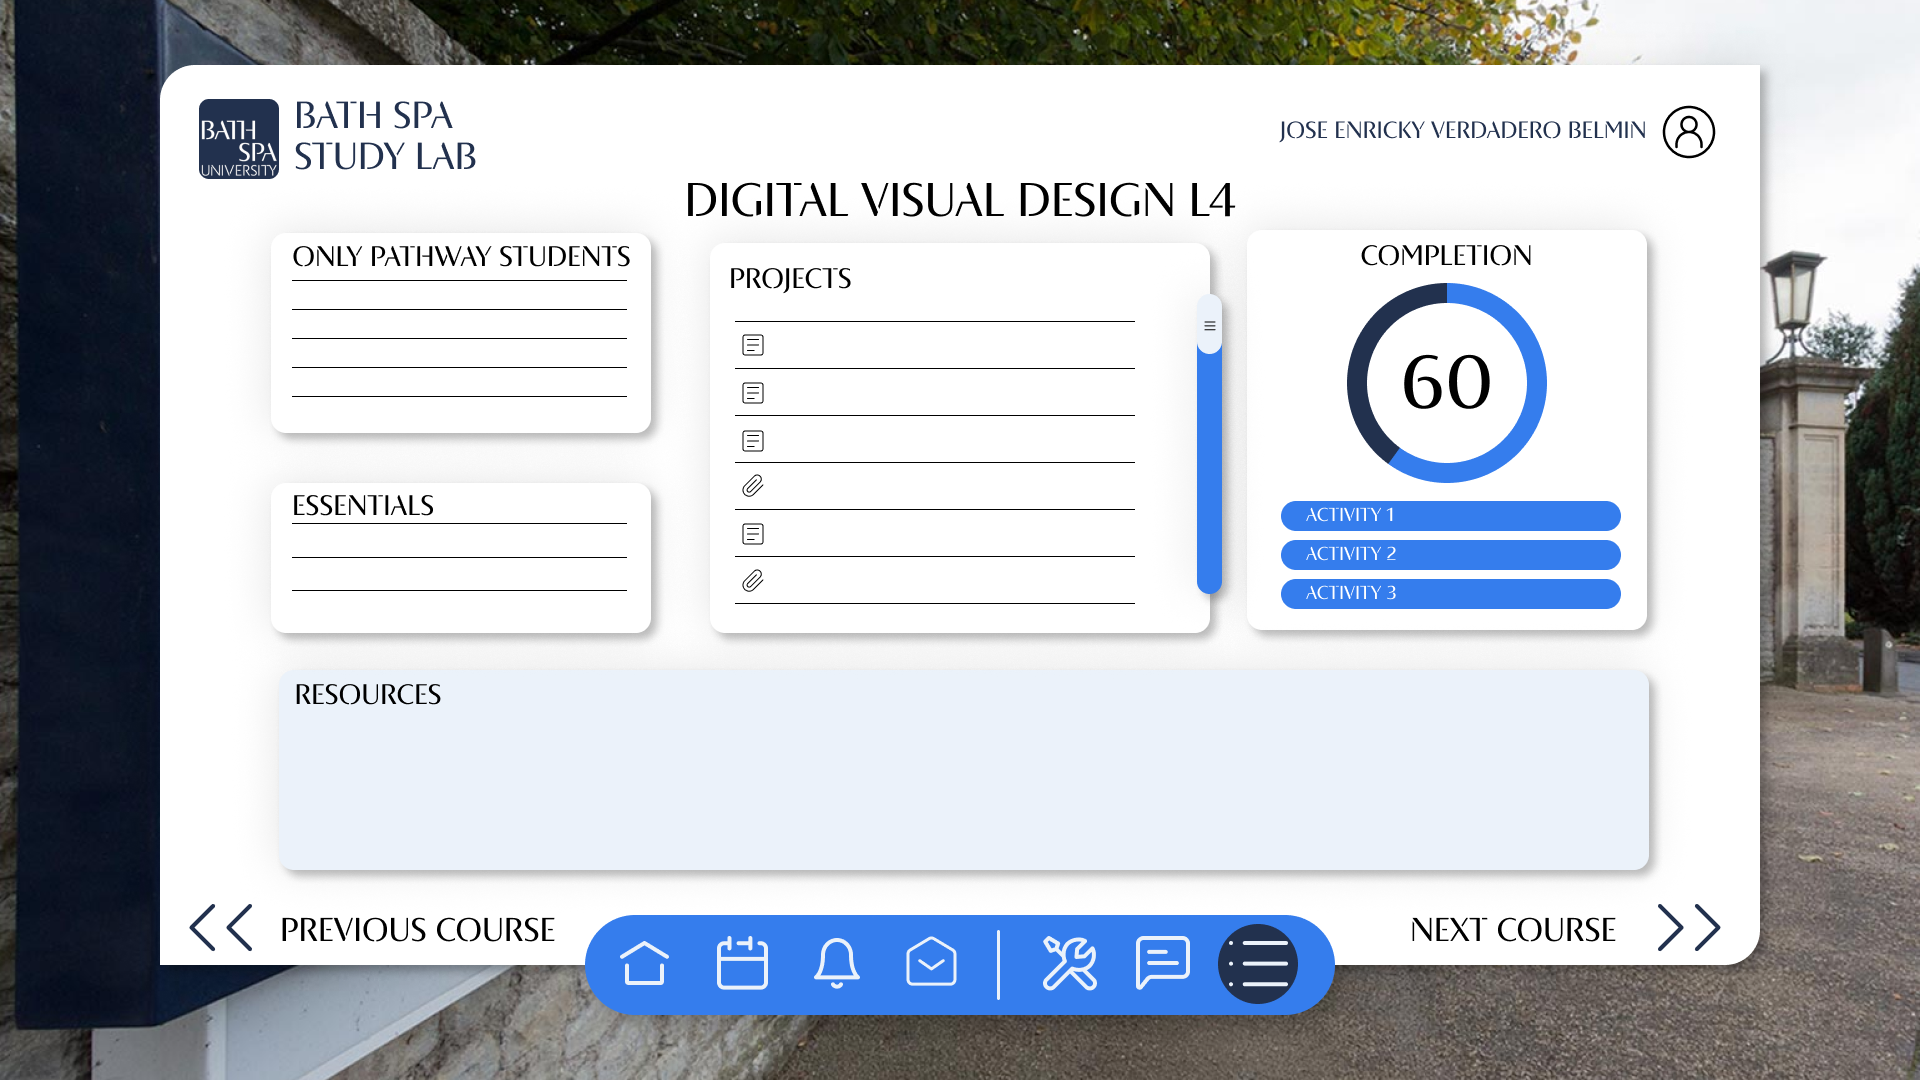 BATH
SPA
UNIVERSITY
BATH SPA
STUDY LAB
JOSE ENRICKY VERDADERO BELMIN
DIGITAL VISUAL DESIGN L4
ONLY PATHWAY STUDENTS
ESSENTIALS
PROJECTS
COMPLETION
60
ACTIVITY 1
ACTIVITY 2
ACTIVITY 3
RESOURCES
PREVIOUS COURSE
NEXT COURSE